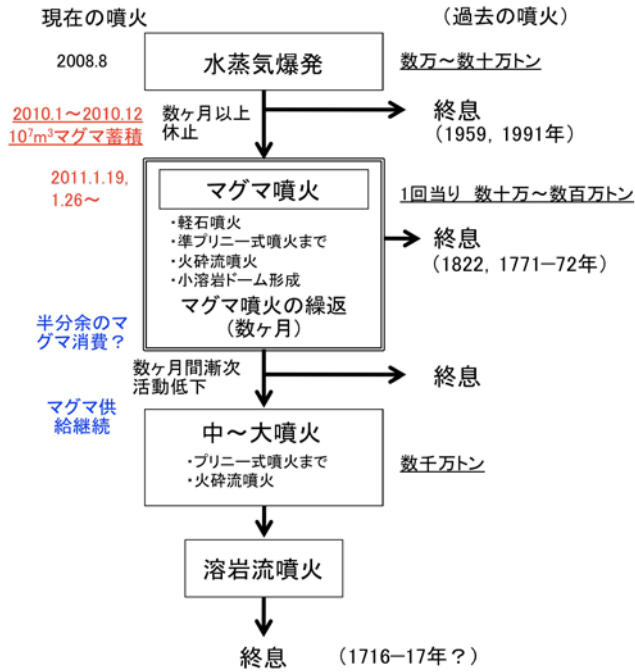 現在の噴火
(過去の噴火)
2008.8
水蒸気爆発
数万～数十万トン
2010.1～2010.12
10⁷m³マグマ蓄積
数ヶ月以上
休止
終息
(1959, 1991年)
2011.1.19,
1.26～
マグマ噴火
・軽石噴火
・準プリニー式噴火まで
・火砕流噴火
・小溶岩ドーム形成
マグマ噴火の繰返
(数ヶ月)
1回当り 数十万～数百万トン
終息
(1822, 1771―72年)
半分余のマ
グマ消費？
数ヶ月間漸次
活動低下
終息
マグマ供
給継続
中～大噴火
・プリニー式噴火まで
・火砕流噴火
数千万トン
溶岩流噴火
終息
(1716―17年？)